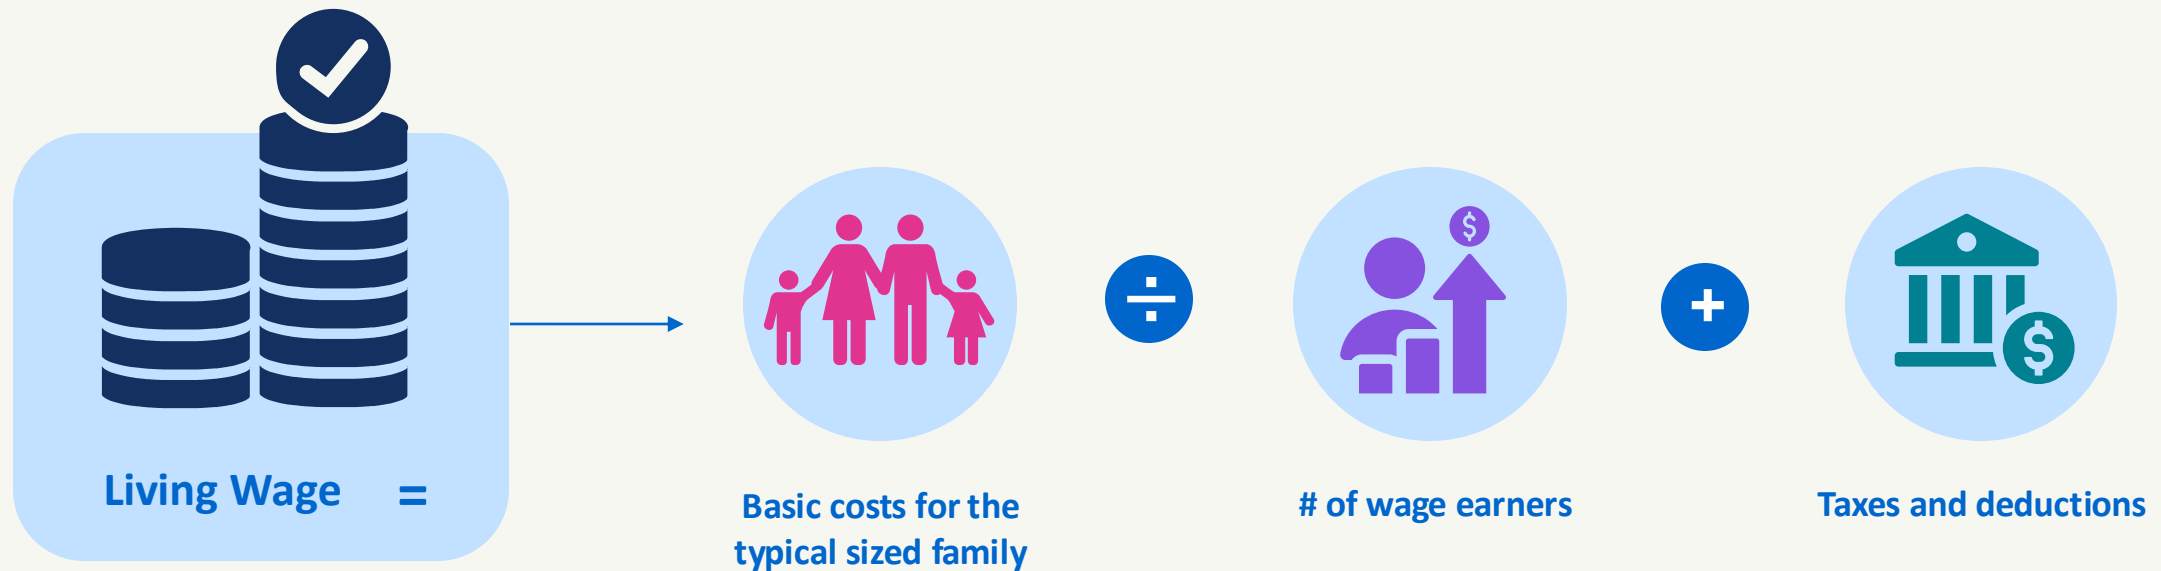 Living Wage =
Basic costs for the
typical sized family
÷
# of wage earners
$
+
Taxes and deductions
$